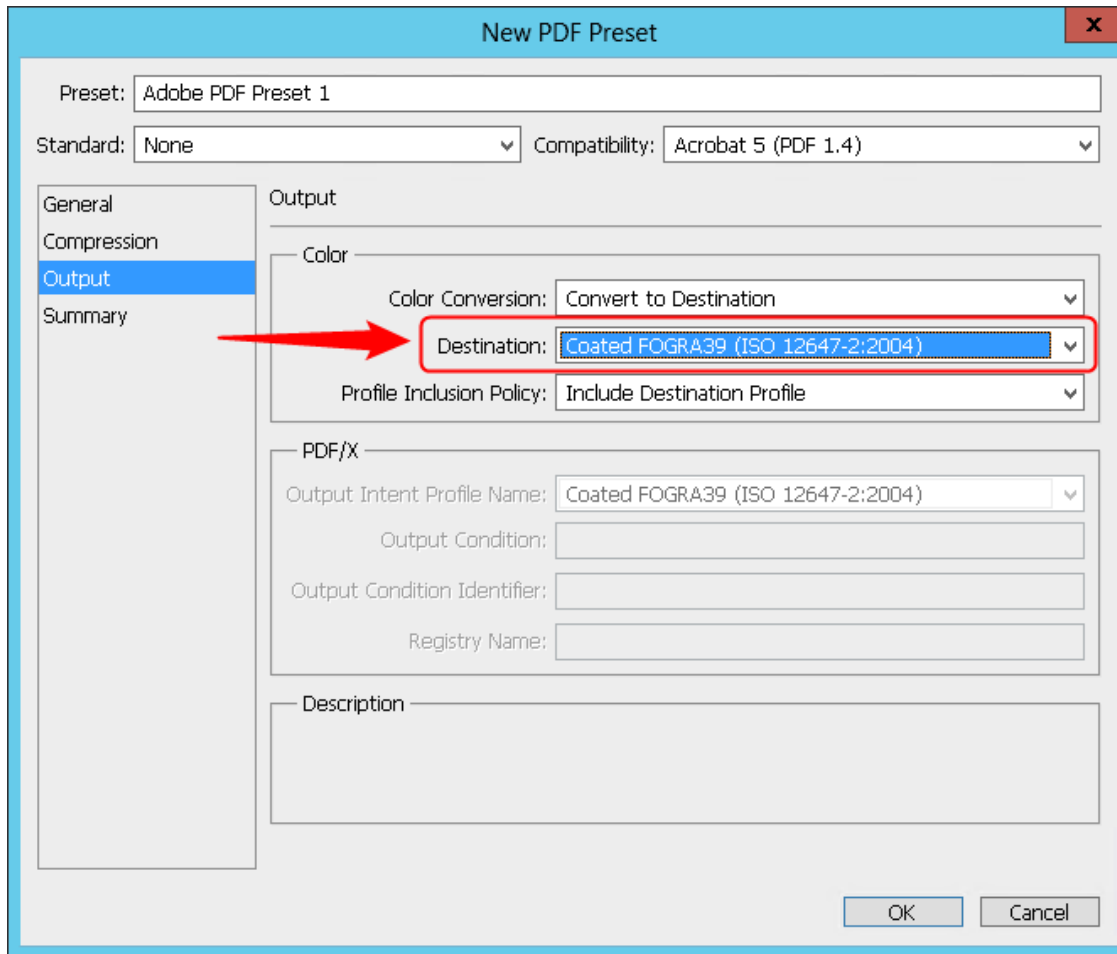 New PDF Preset
x
Preset: Adobe PDF Preset 1
Standard: None Compatibility: Acrobat 5 (PDF 1.4)
General
Compression
Output
Summary
Output
Color
Color Conversion: Convert to Destination
Destination: Coated FOGRA39 (ISO 12647-2:2004)
Profile Inclusion Policy: Include Destination Profile
PDF/X
Output Intent Profile Name: Coated FOGRA39 (ISO 12647-2:2004)
Output Condition:
Output Condition Identifier:
Registry Name:
Description
OK Cancel